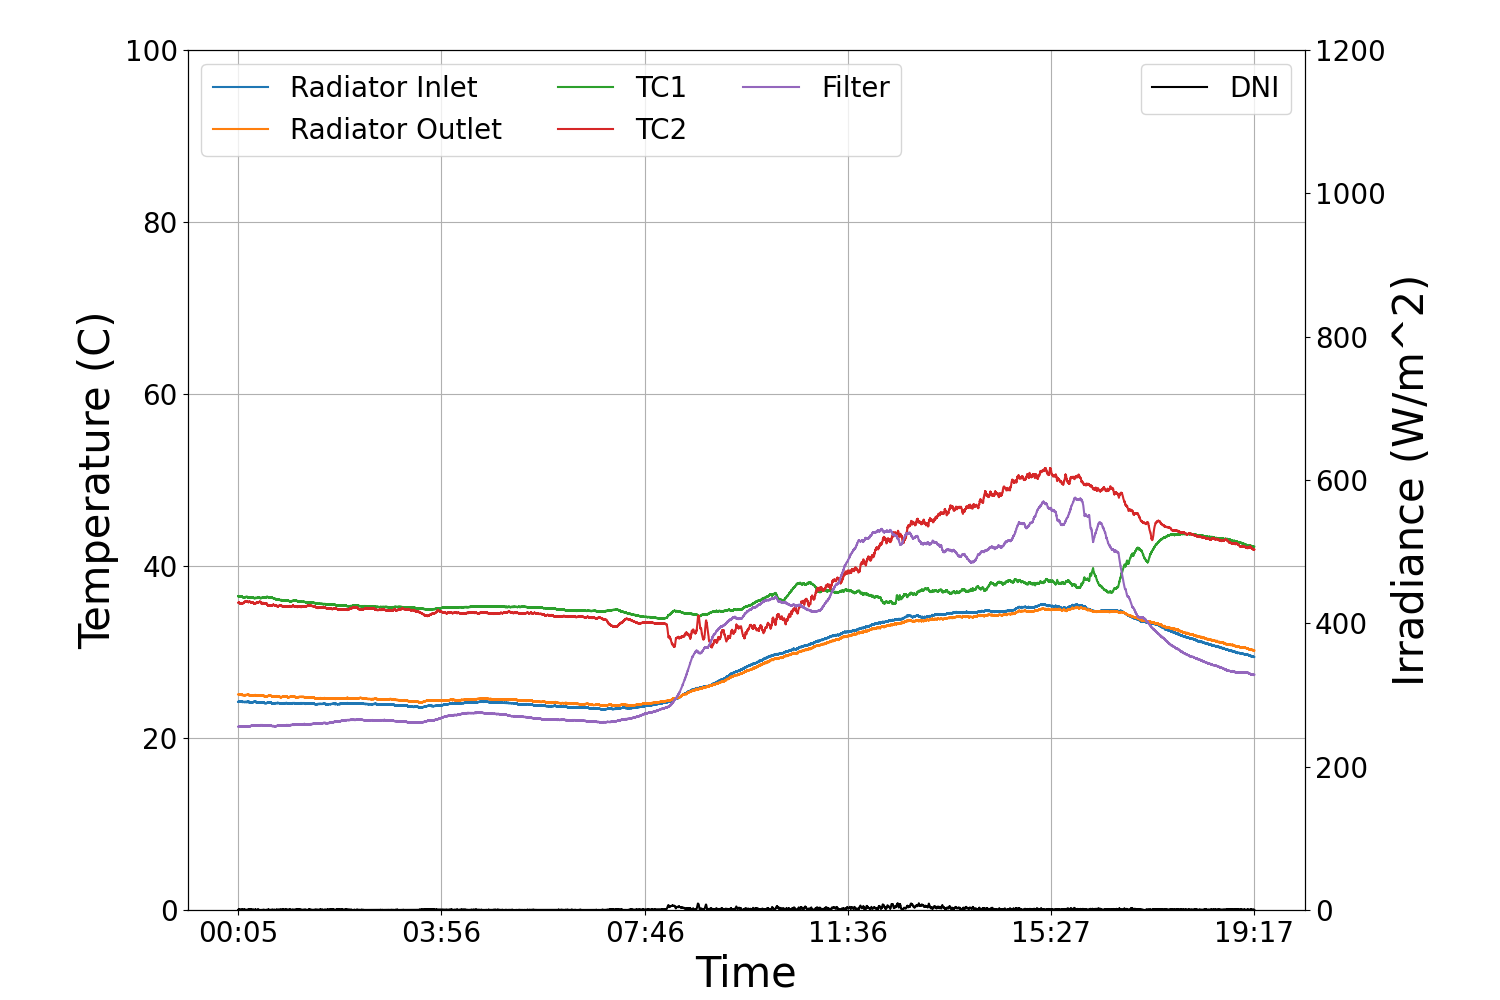 100
80
60
40
20
0
Temperature (C)
Radiator Inlet
Radiator Outlet
TC1
TC2
Filter
DNI
1200
1000
800
600
400
200
0
Irradiance (W/m^2)
00:05 03:56 07:46 11:36 15:27 19:17
Time